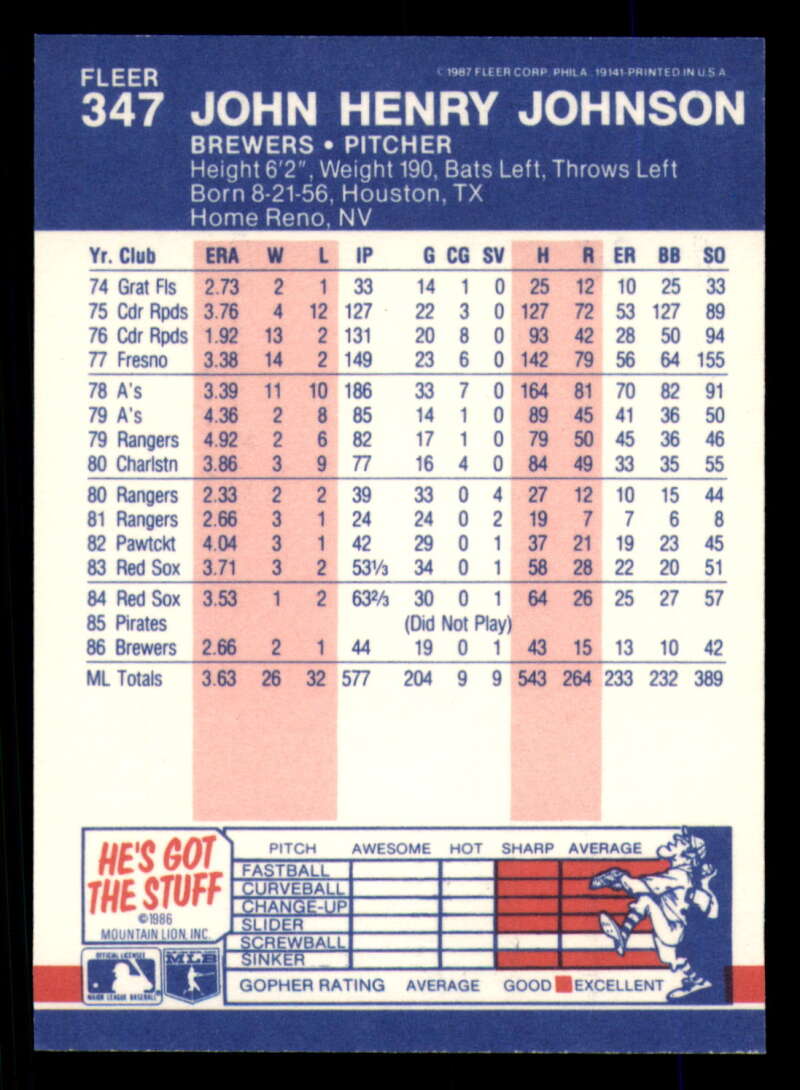 FLEER
© 1987 FLEER CORP. PHILA. 19141-PRINTED IN U.S.A.
347 JOHN HENRY JOHNSON
BREWERS • PITCHER
Height 6'2", Weight 190, Bats Left, Throws Left
Born 8-21-56, Houston, TX
Home Reno, NV
Yr. Club ERA W L IP G CG SV H R ER BB SO
74 Grat Fls 2.73 2 1 33 14 1 0 25 12 10 25 33
75 Cdr Rpds 3.76 4 12 127 22 3 0 127 72 53 127 89
76 Cdr Rpds 1.92 13 2 131 20 8 0 93 42 28 50 94
77 Fresno 3.38 14 2 149 23 6 0 142 79 56 64 155
78 A's 3.39 11 10 186 33 7 0 164 81 70 82 91
79 A's 4.36 2 8 85 14 1 0 89 45 41 36 50
79 Rangers 4.92 2 6 82 17 1 0 79 50 45 36 46
80 Charlstn 3.86 3 9 77 16 4 0 84 49 33 35 55
80 Rangers 2.33 2 2 39 33 0 4 27 12 10 15 44
81 Rangers 2.66 3 1 24 24 0 2 19 7 7 6 8
82 Pawtckt 4.04 3 1 42 29 0 1 37 21 19 23 45
83 Red Sox 3.71 3 2 53⅓ 34 0 1 58 28 22 20 51
84 Red Sox 3.53 1 2 63⅔ 30 0 1 64 26 25 27 57
85 Pirates (Did Not Play)
86 Brewers 2.66 2 1 44 19 0 1 43 15 13 10 42
ML Totals 3.63 26 32 577 204 9 9 543 264 233 232 389
HE'S GOT
THE STUFF
©1986
MOUNTAIN LION, INC.
OFFICIAL LICENSEE
MAJOR LEAGUE BASEBALL
MLB
PITCH AWESOME HOT SHARP AVERAGE
FASTBALL
CURVEBALL
CHANGE-UP
SLIDER
SCREWBALL
SINKER
GOPHER RATING AVERAGE GOOD EXCELLENT